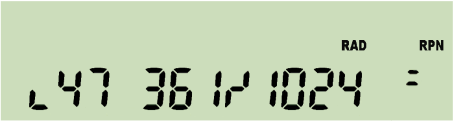 RAD RPN
⌞47 361/1024 =